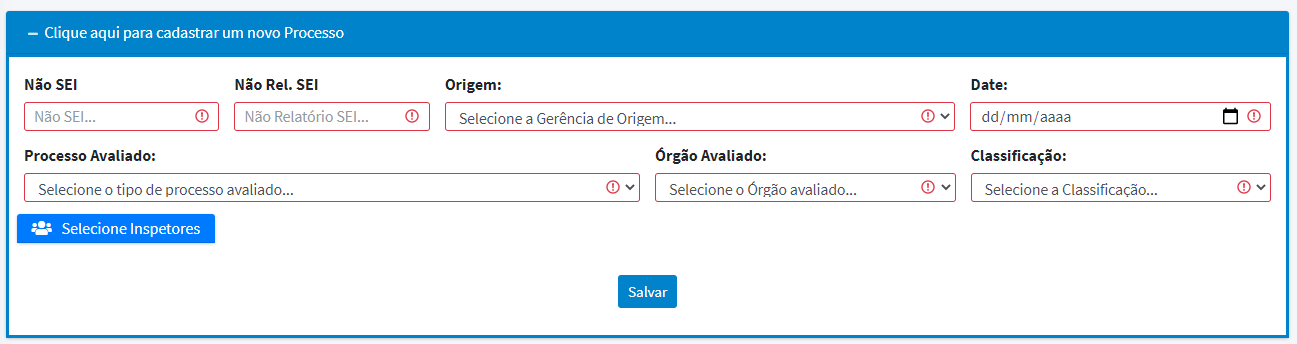 Clique aqui para cadastrar um novo Processo
Não SEI Não Rel. SEI Origem: Date:
Não SEI... Não Relatório SEI... Selecione a Gerência de Origem... dd/mm/aaaa
Processo Avaliado: Órgão Avaliado: Classificação:
Selecione o tipo de processo avaliado... Selecione o Órgão avaliado... Selecione a Classificação...
Selecione Inspetores
Salvar